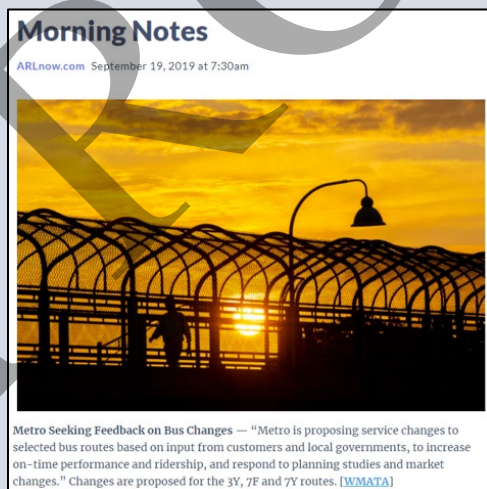 Morning Notes
ARLnow.com September 19, 2019 at 7:30am
Metro Seeking Feedback on Bus Changes — “Metro is proposing service changes to
selected bus routes based on input from customers and local governments, to increase
on-time performance and ridership, and respond to planning studies and market
changes.” Changes are proposed for the 3Y, 7F and 7Y routes. [WMATA]